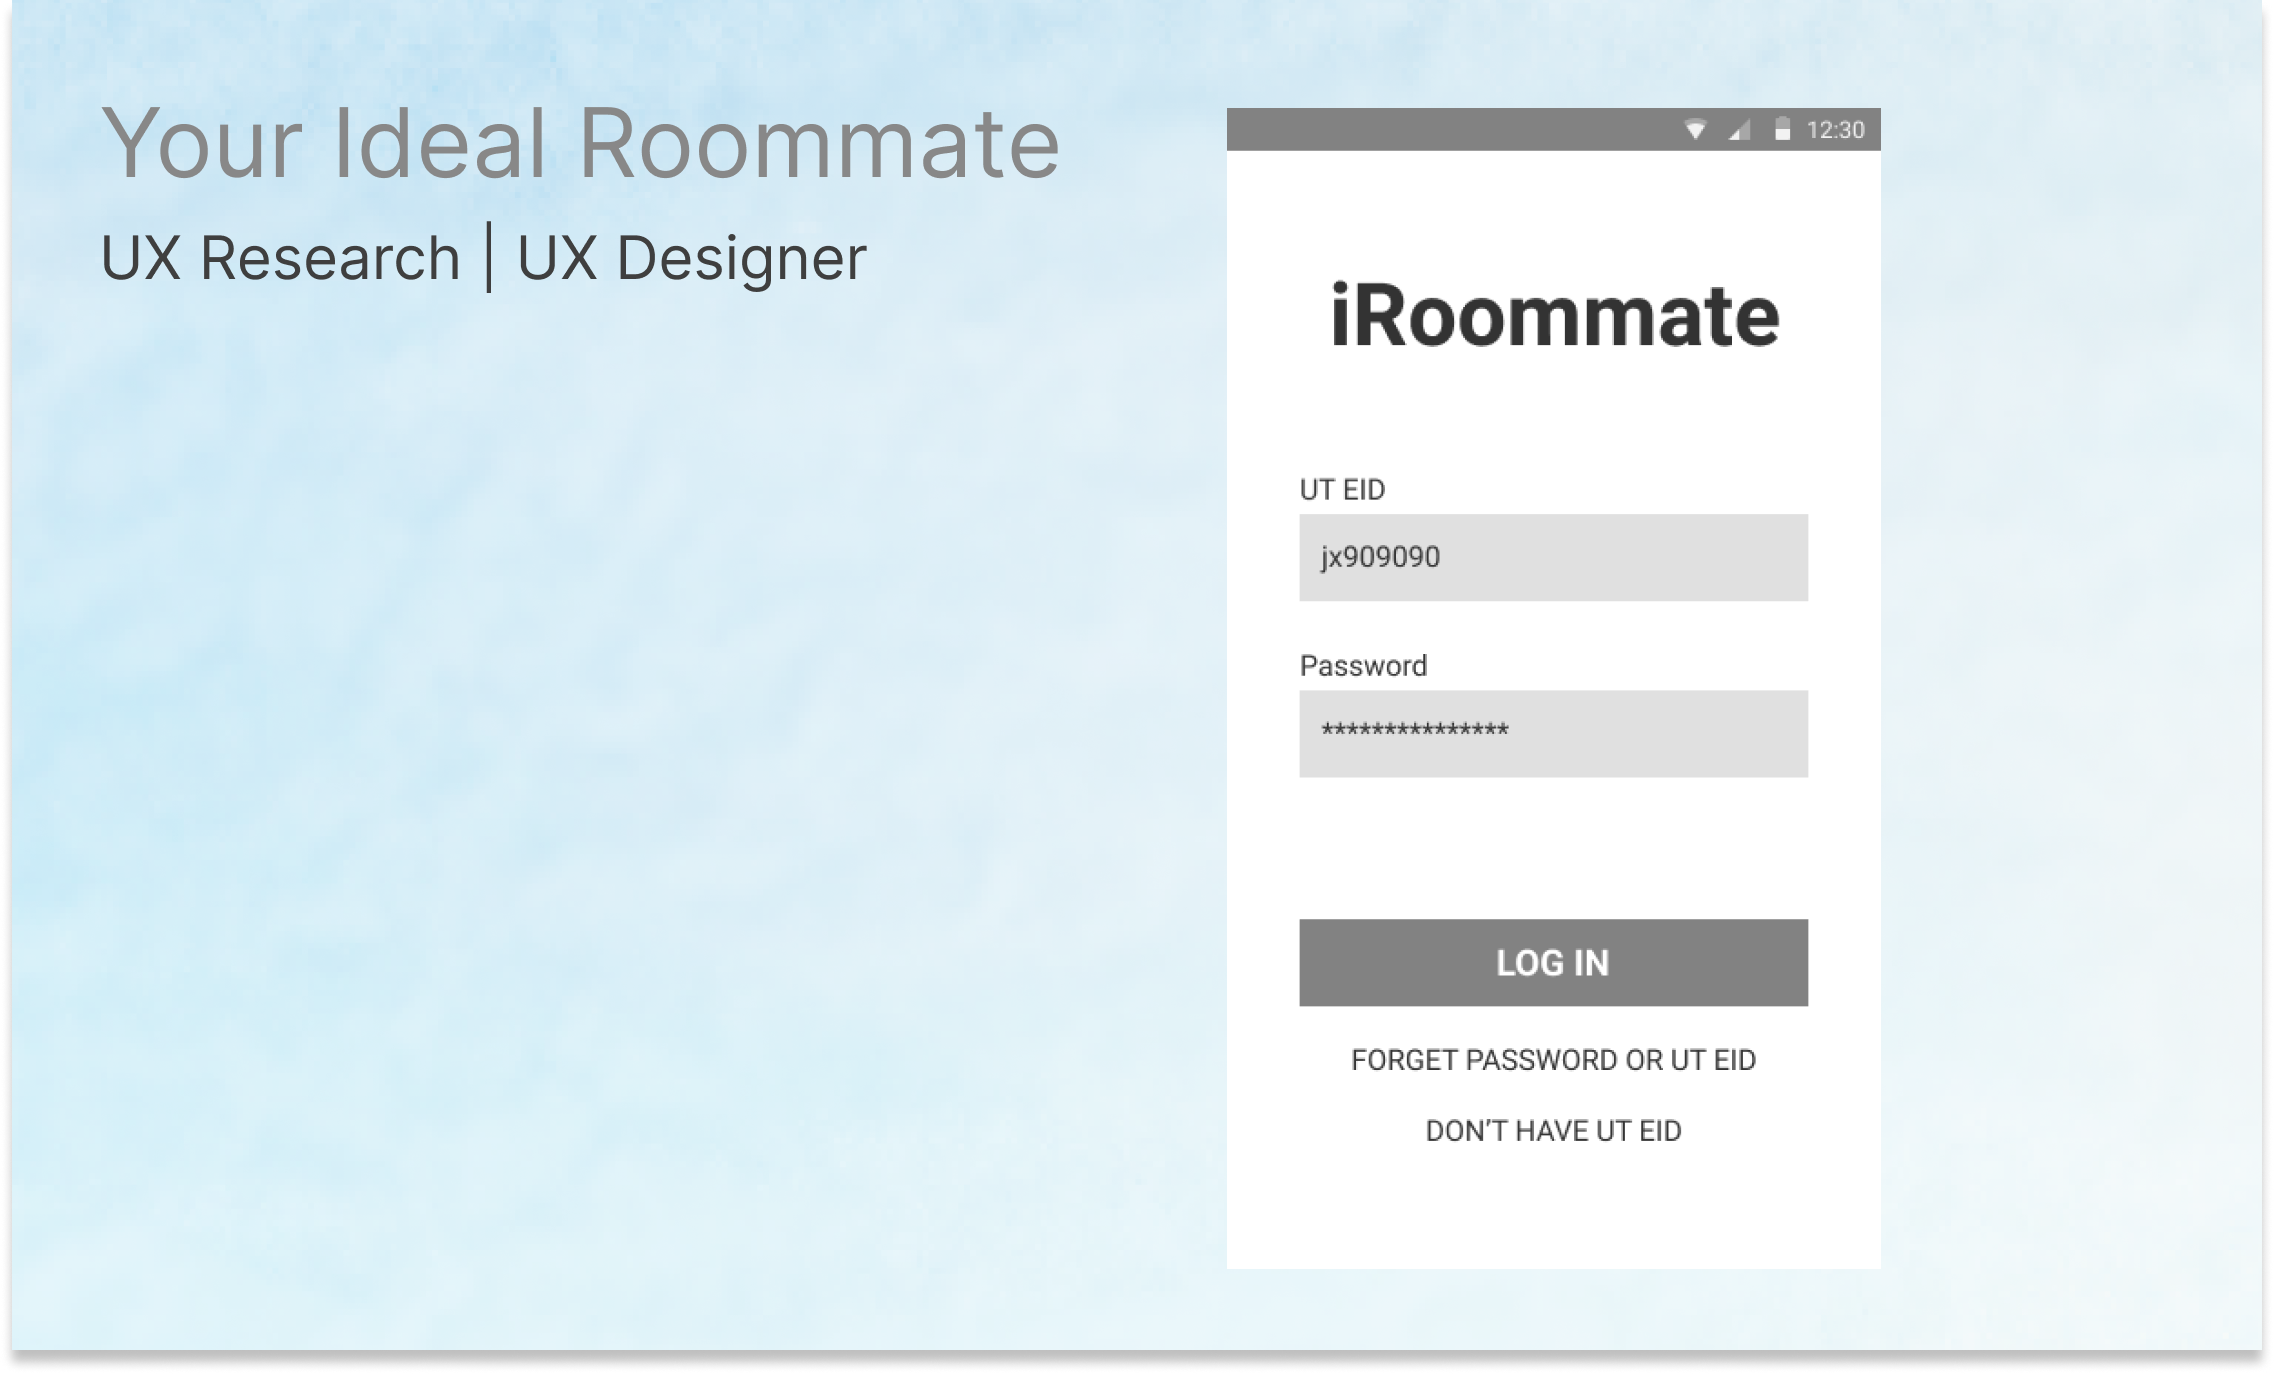 Your Ideal Roommate
UX Research | UX Designer
12:30
iRoommate
UT EID
jx909090
Password
***************
LOG IN
FORGET PASSWORD OR UT EID
DON’T HAVE UT EID